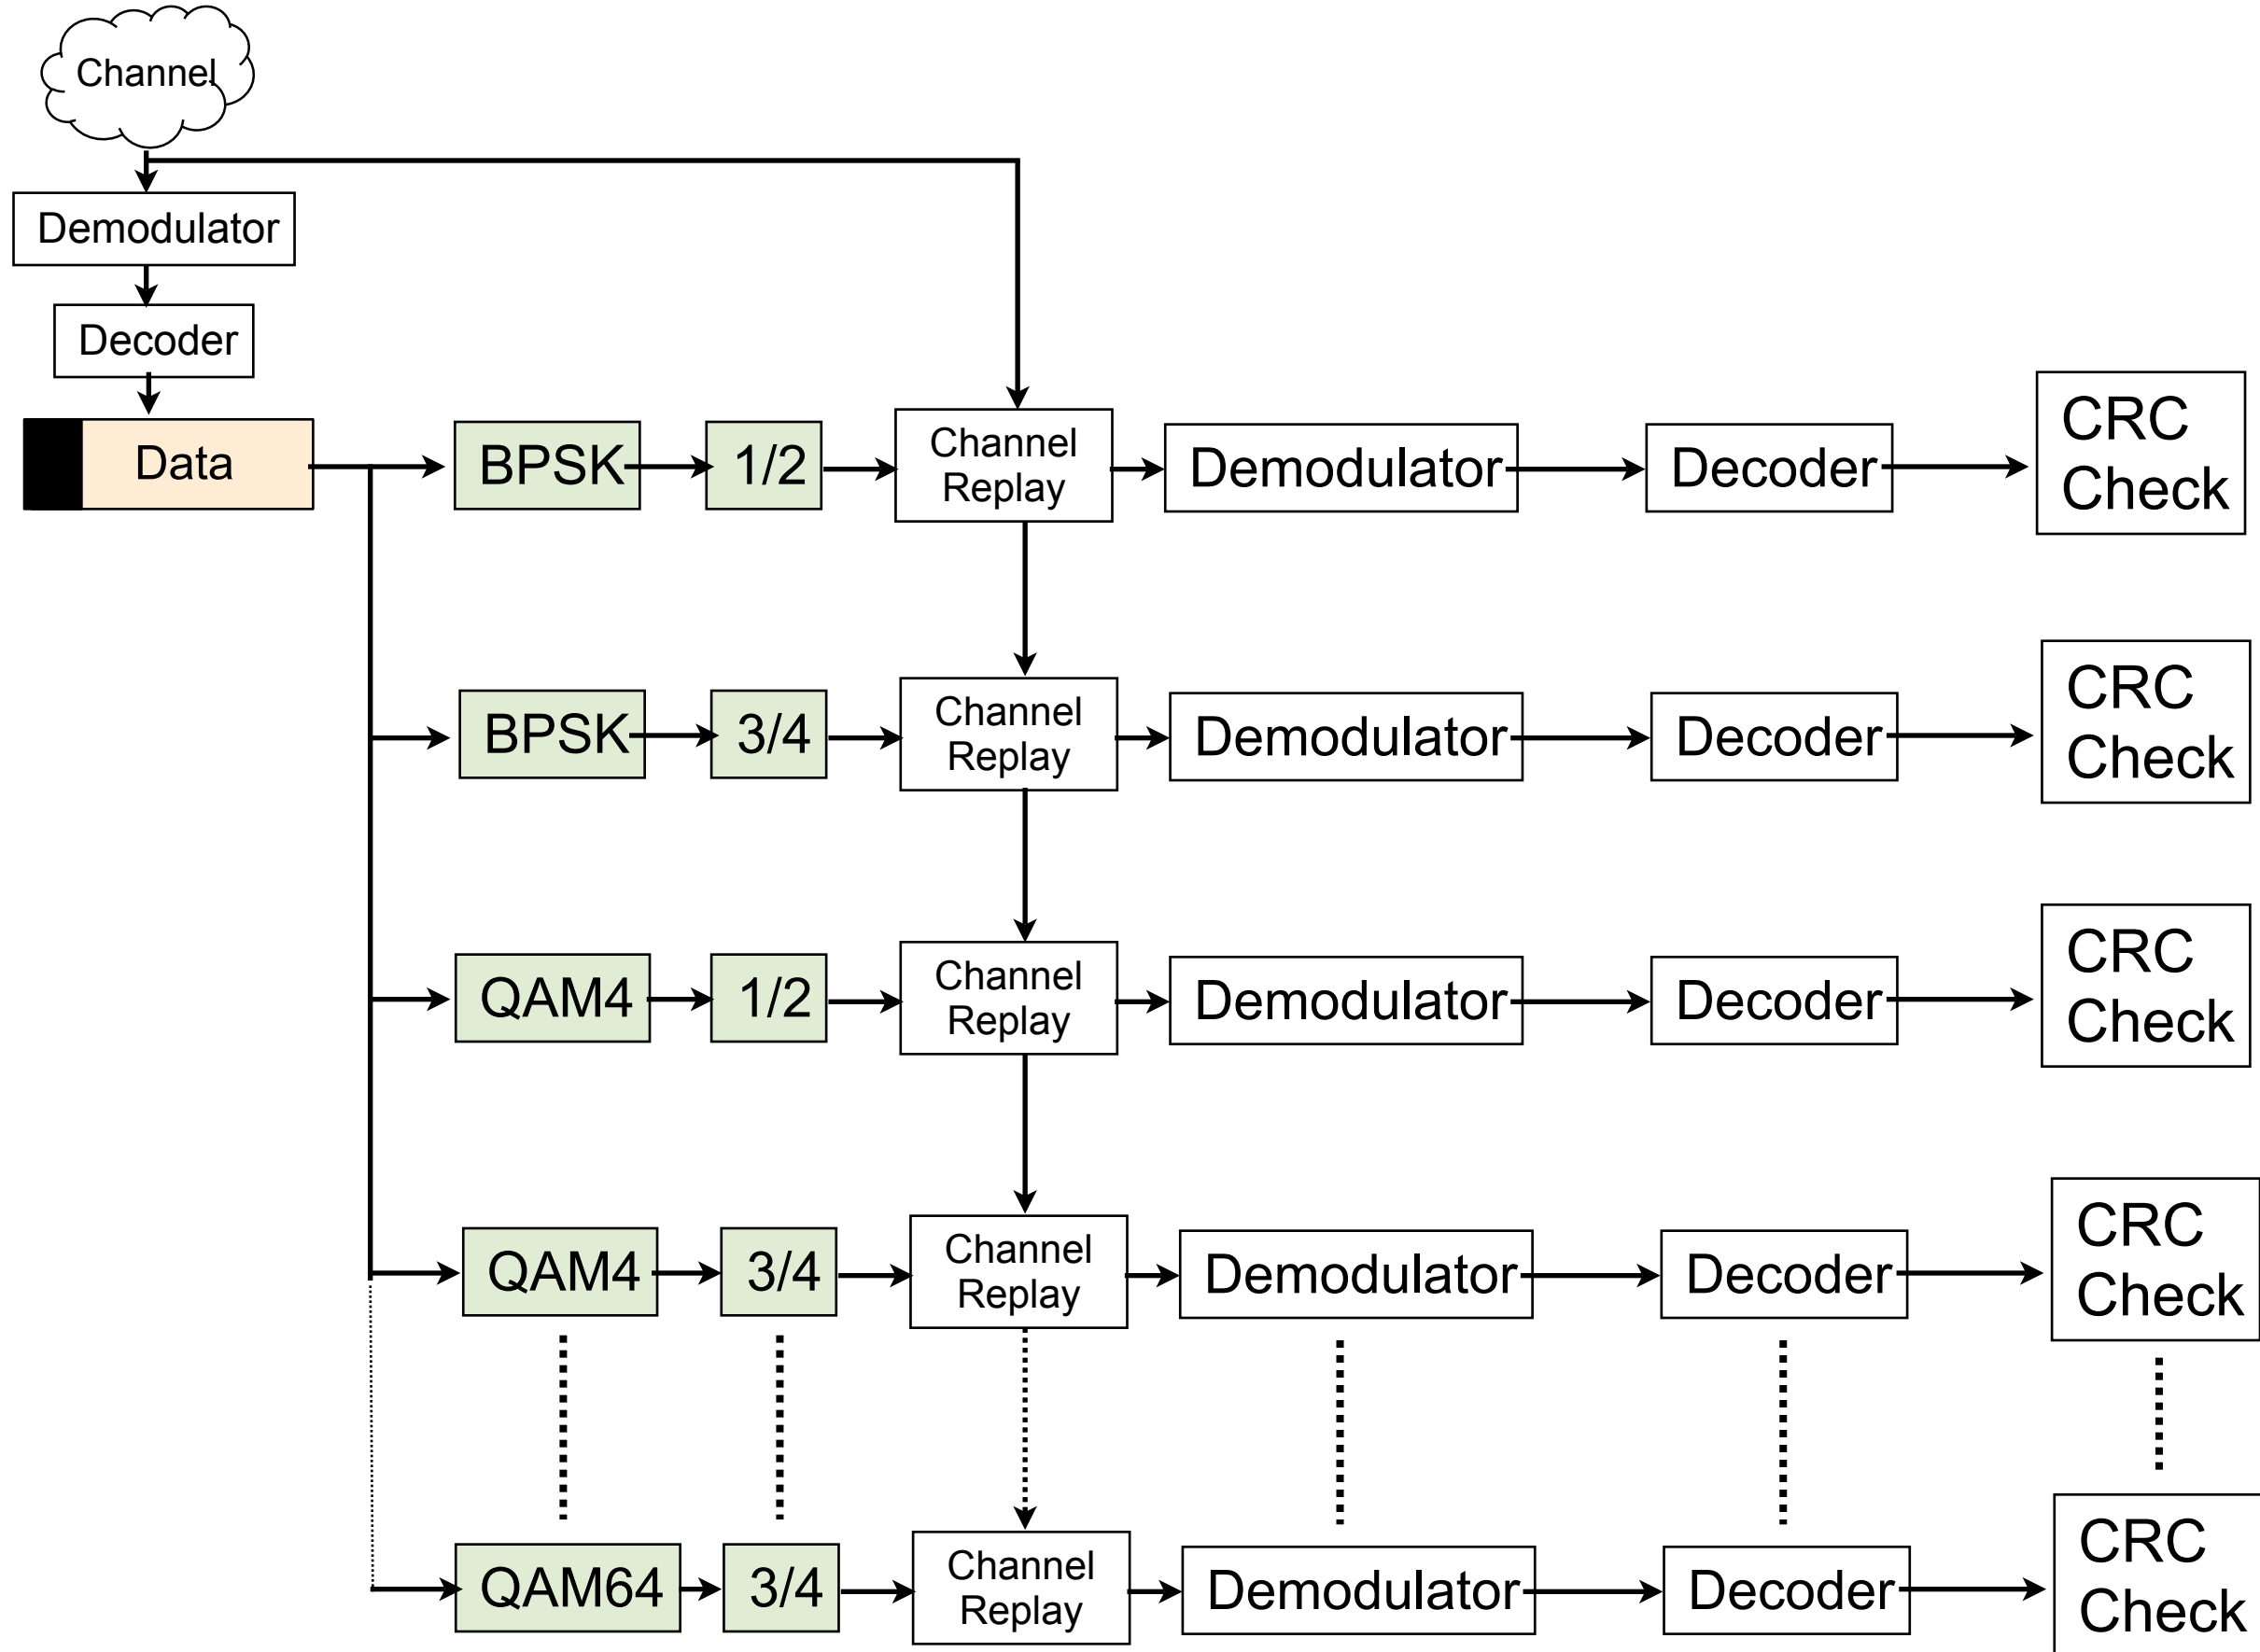 Channel
Demodulator
Decoder
Data
BPSK
1/2
Channel
Replay
Demodulator
Decoder
CRC
Check
BPSK
3/4
Channel
Replay
Demodulator
Decoder
CRC
Check
QAM4
1/2
Channel
Replay
Demodulator
Decoder
CRC
Check
QAM4
3/4
Channel
Replay
Demodulator
Decoder
CRC
Check
QAM64
3/4
Channel
Replay
Demodulator
Decoder
CRC
Check